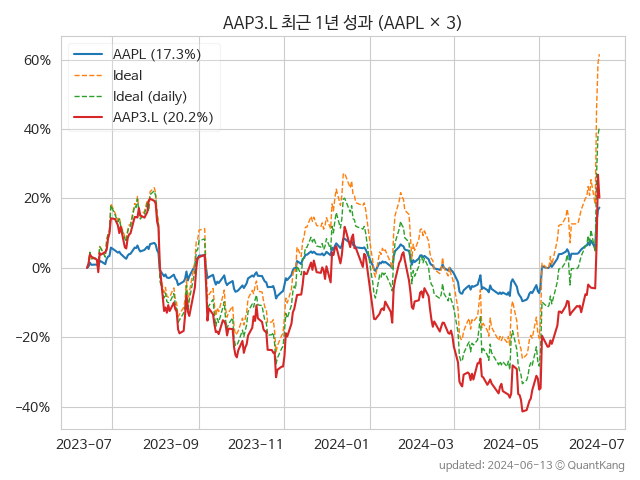 AAP3.L 최근 1년 성과 (AAPL × 3)
AAPL (17.3%)
Ideal
Ideal (daily)
AAP3.L (20.2%)
60%
40%
20%
0%
−20%
−40%
2023-07
2023-09
2023-11
2024-01
2024-03
2024-05
2024-07
updated: 2024-06-13 ⓒ QuantKang